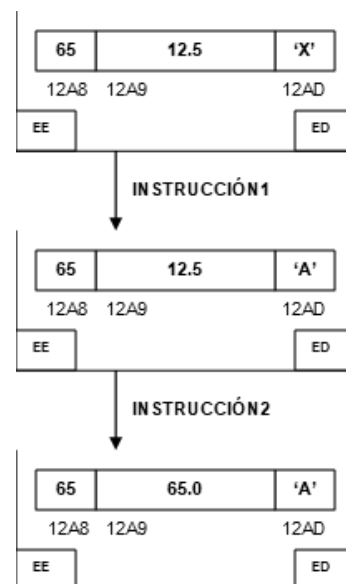 65 12.5 ‘X’
12A8 12A9 12AD
EE ED
INSTRUCCIÓN1
65 12.5 ‘A’
12A8 12A9 12AD
EE ED
INSTRUCCIÓN2
65 65.0 ‘A’
12A8 12A9 12AD
EE ED